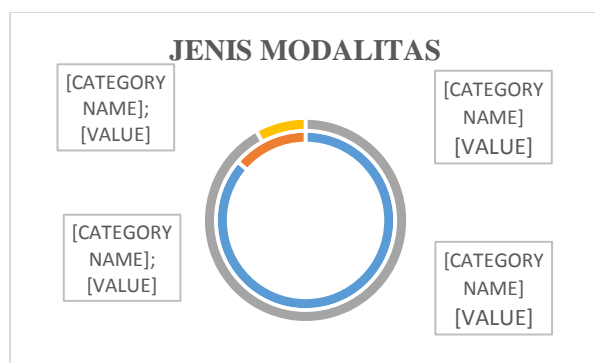 JENIS MODALITAS
[CATEGORY
NAME];
[VALUE]
[CATEGORY
NAME]
[VALUE]
[CATEGORY
NAME];
[VALUE]
[CATEGORY
NAME]
[VALUE]